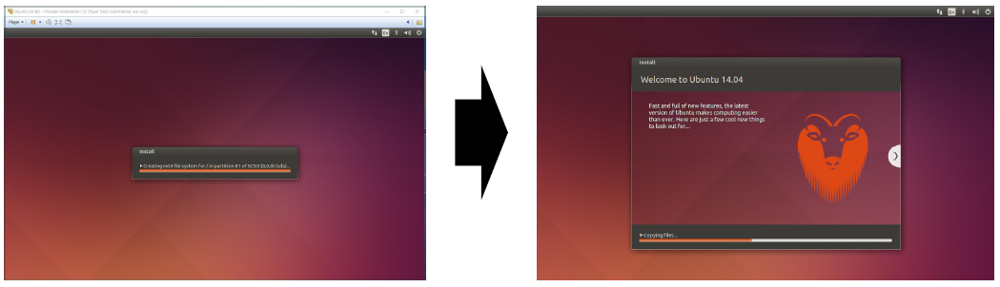 Ubuntu 64-bit - VMware Workstation 12 Player (Non-commercial use only)
Player
En
Install
Creating ext4 file system for / in partition #1 of SCSI3 (0,0,0) (sda)...
En
Install
Welcome to Ubuntu 14.04
Fast and full of new features, the latest
version of Ubuntu makes computing easier
than ever. Here are just a few cool new things
to look out for...
Copying files...